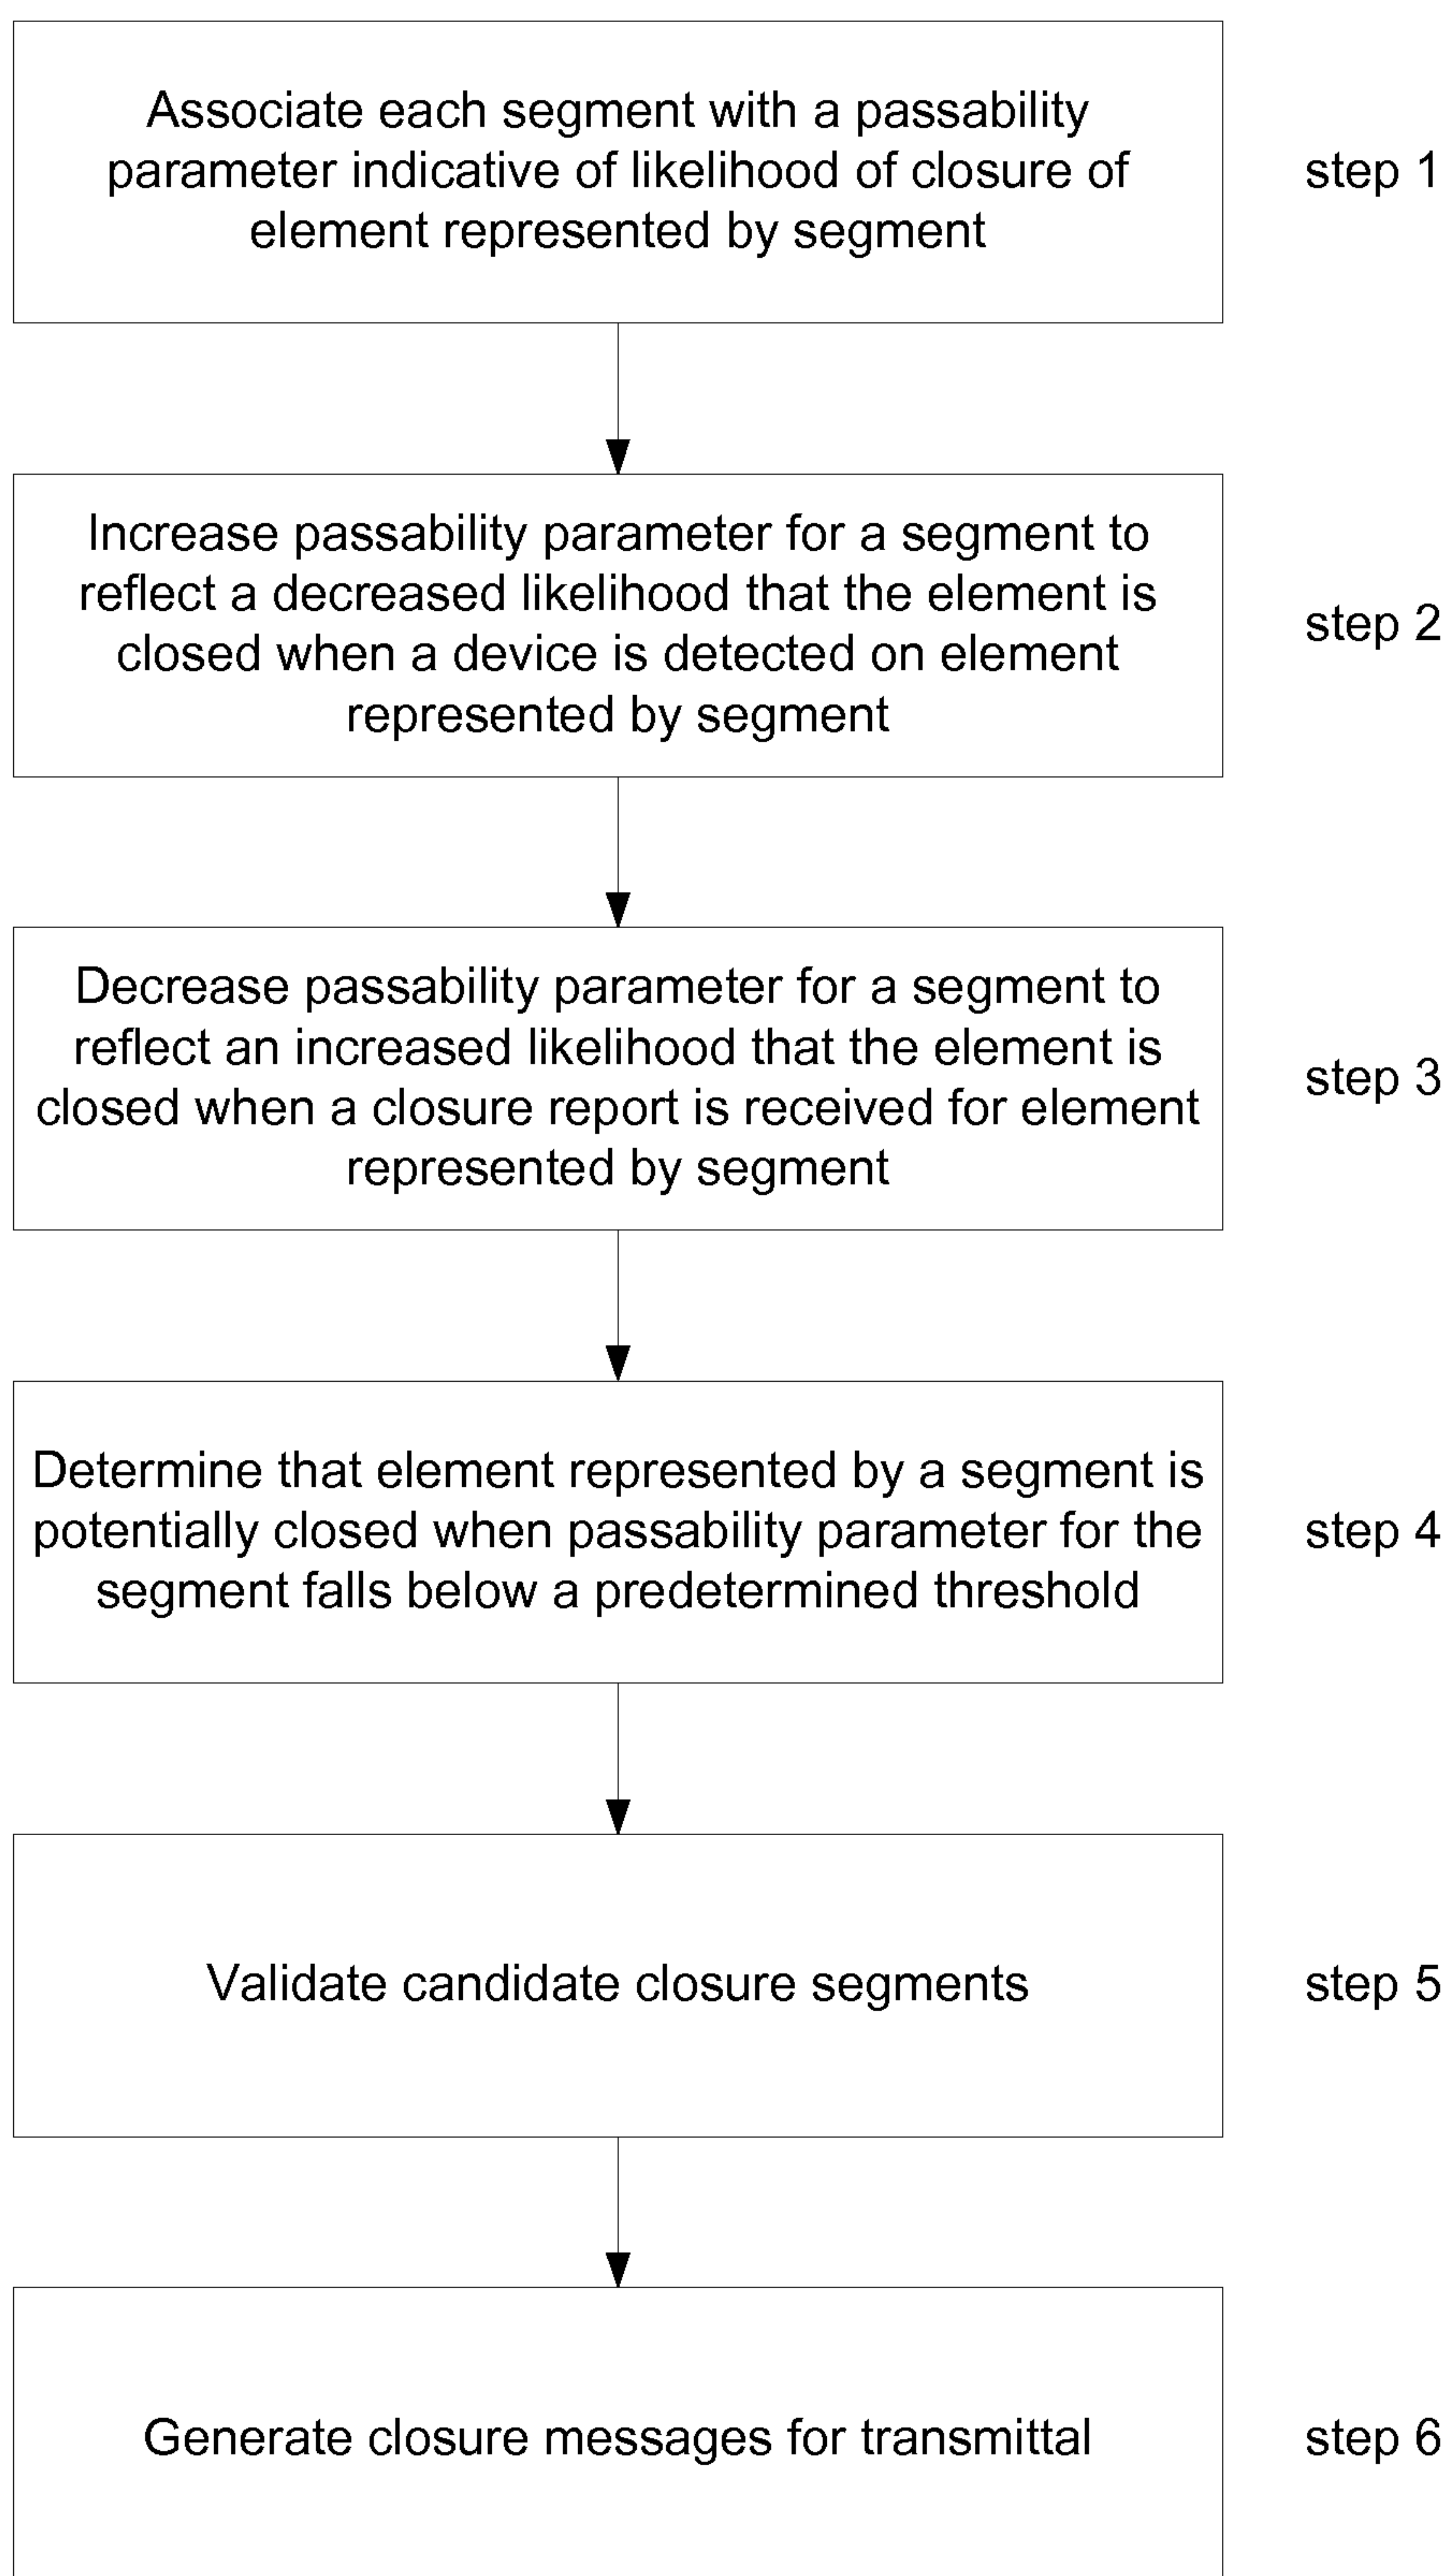 Associate each segment with a passability
parameter indicative of likelihood of closure of
element represented by segment
step 1
Increase passability parameter for a segment to
reflect a decreased likelihood that the element is
closed when a device is detected on element
represented by segment
step 2
Decrease passability parameter for a segment to
reflect an increased likelihood that the element is
closed when a closure report is received for element
represented by segment
step 3
Determine that element represented by a segment is
potentially closed when passability parameter for the
segment falls below a predetermined threshold
step 4
Validate candidate closure segments
step 5
Generate closure messages for transmittal
step 6